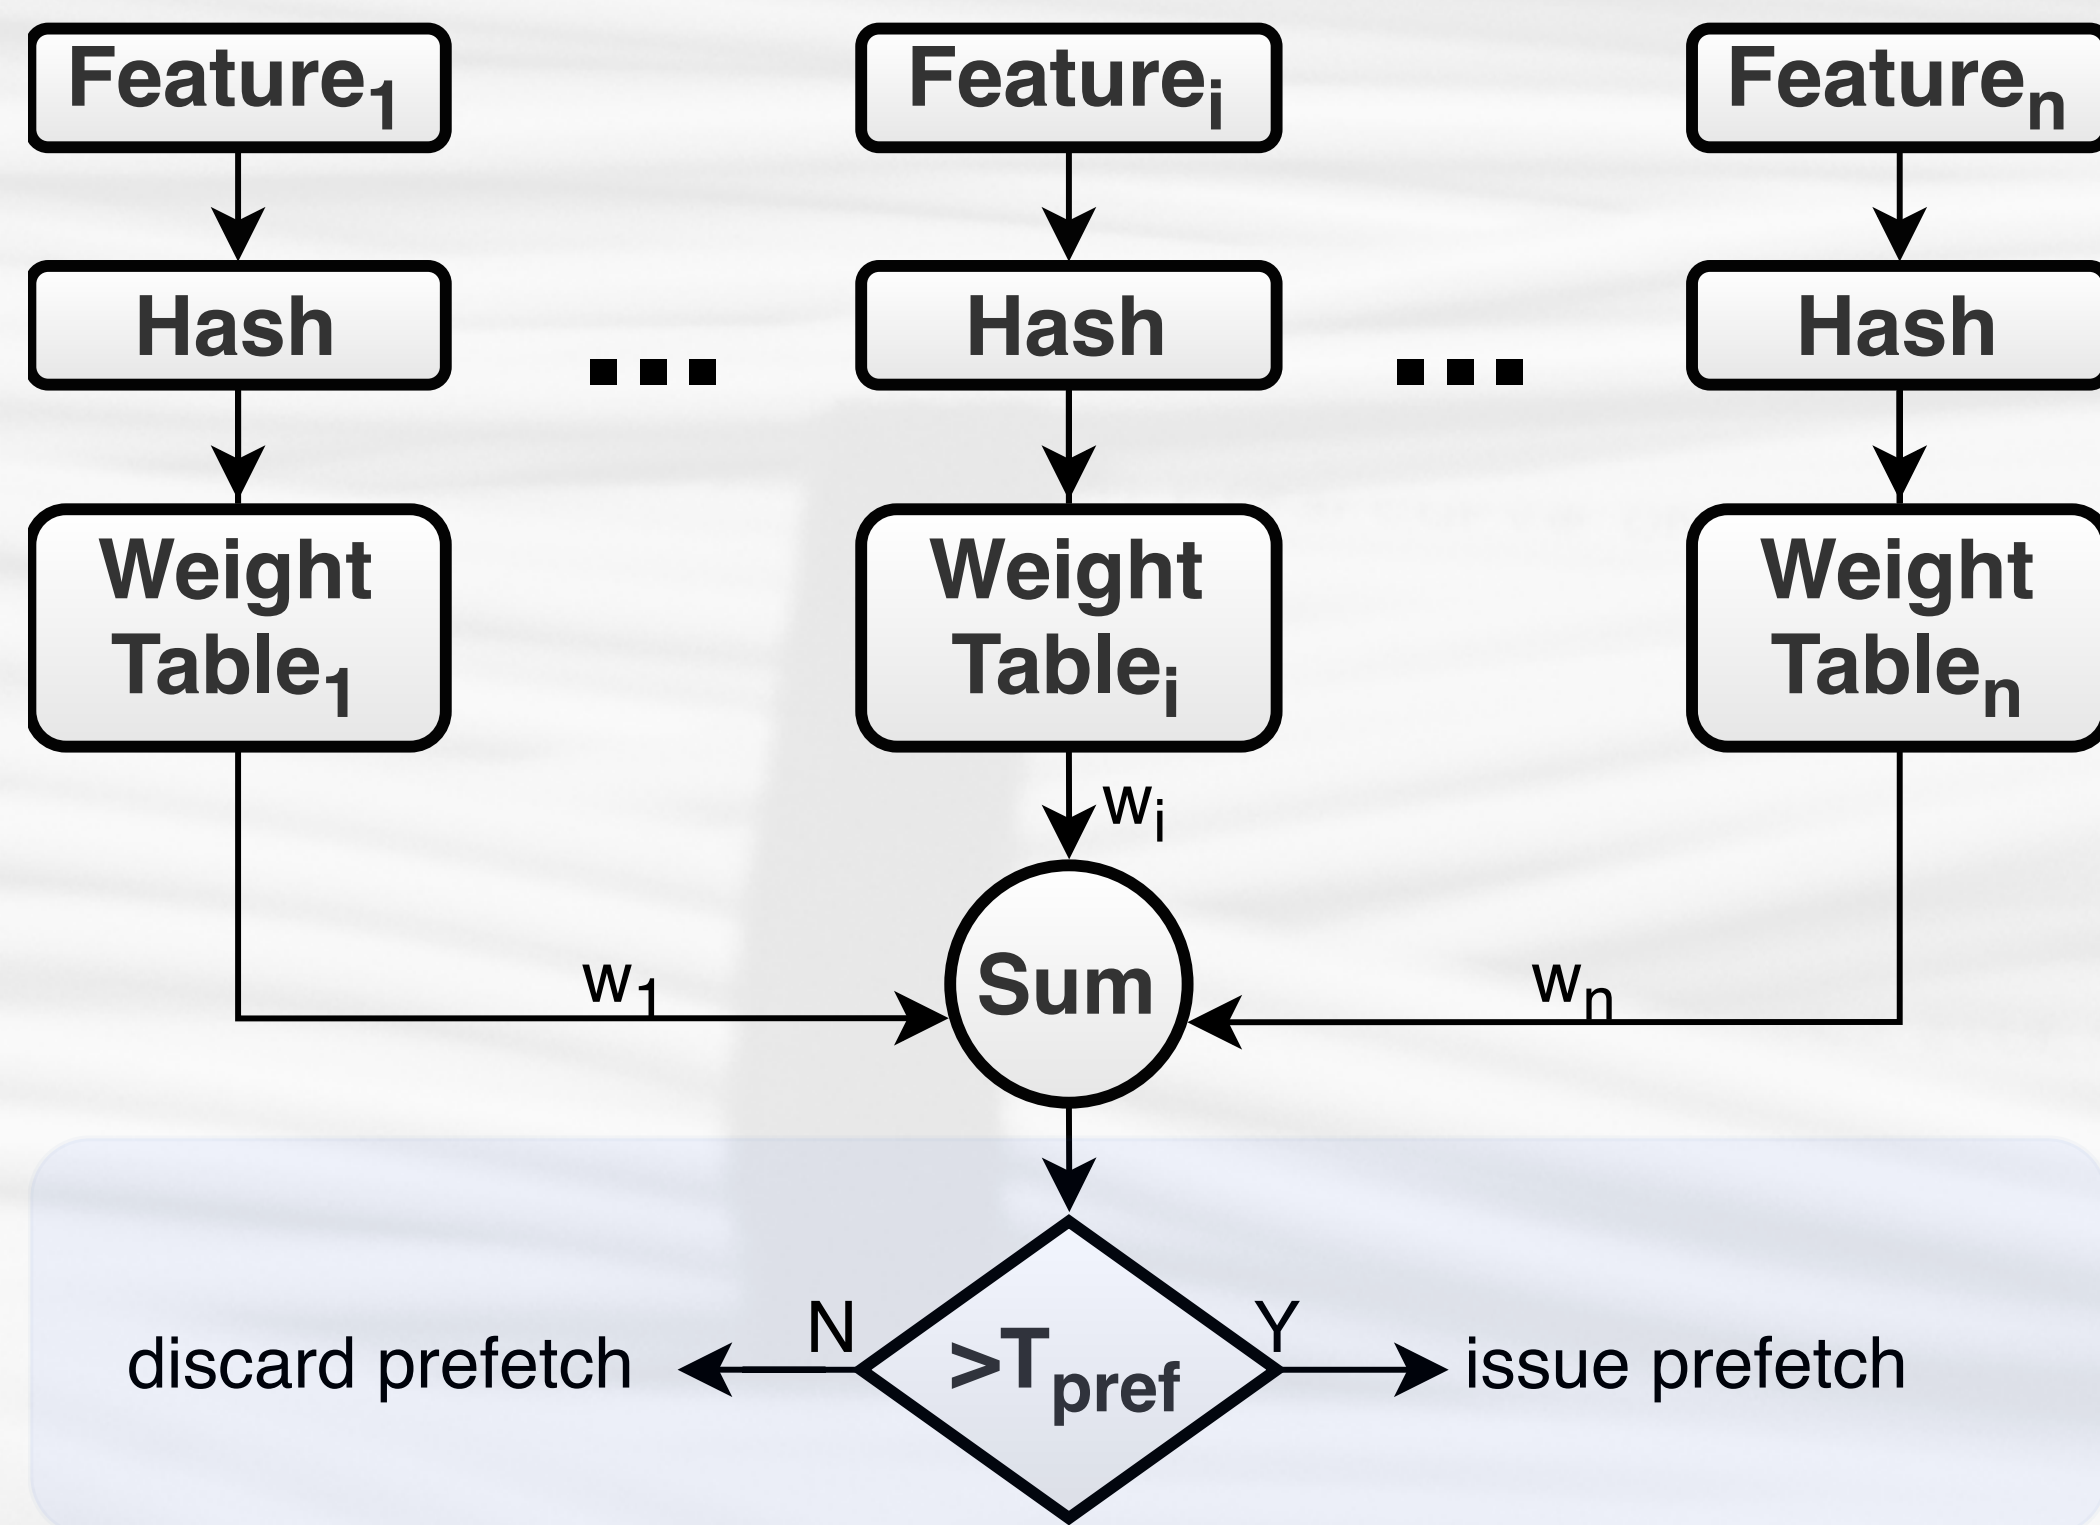 Feature₁
Featureᵢ
Featureₙ
Hash
Hash
Hash
Weight
Table₁
Weight
Tableᵢ
Weight
Tableₙ
wᵢ
w₁
Sum
wₙ
N
Y
discard prefetch
>T_pref
issue prefetch